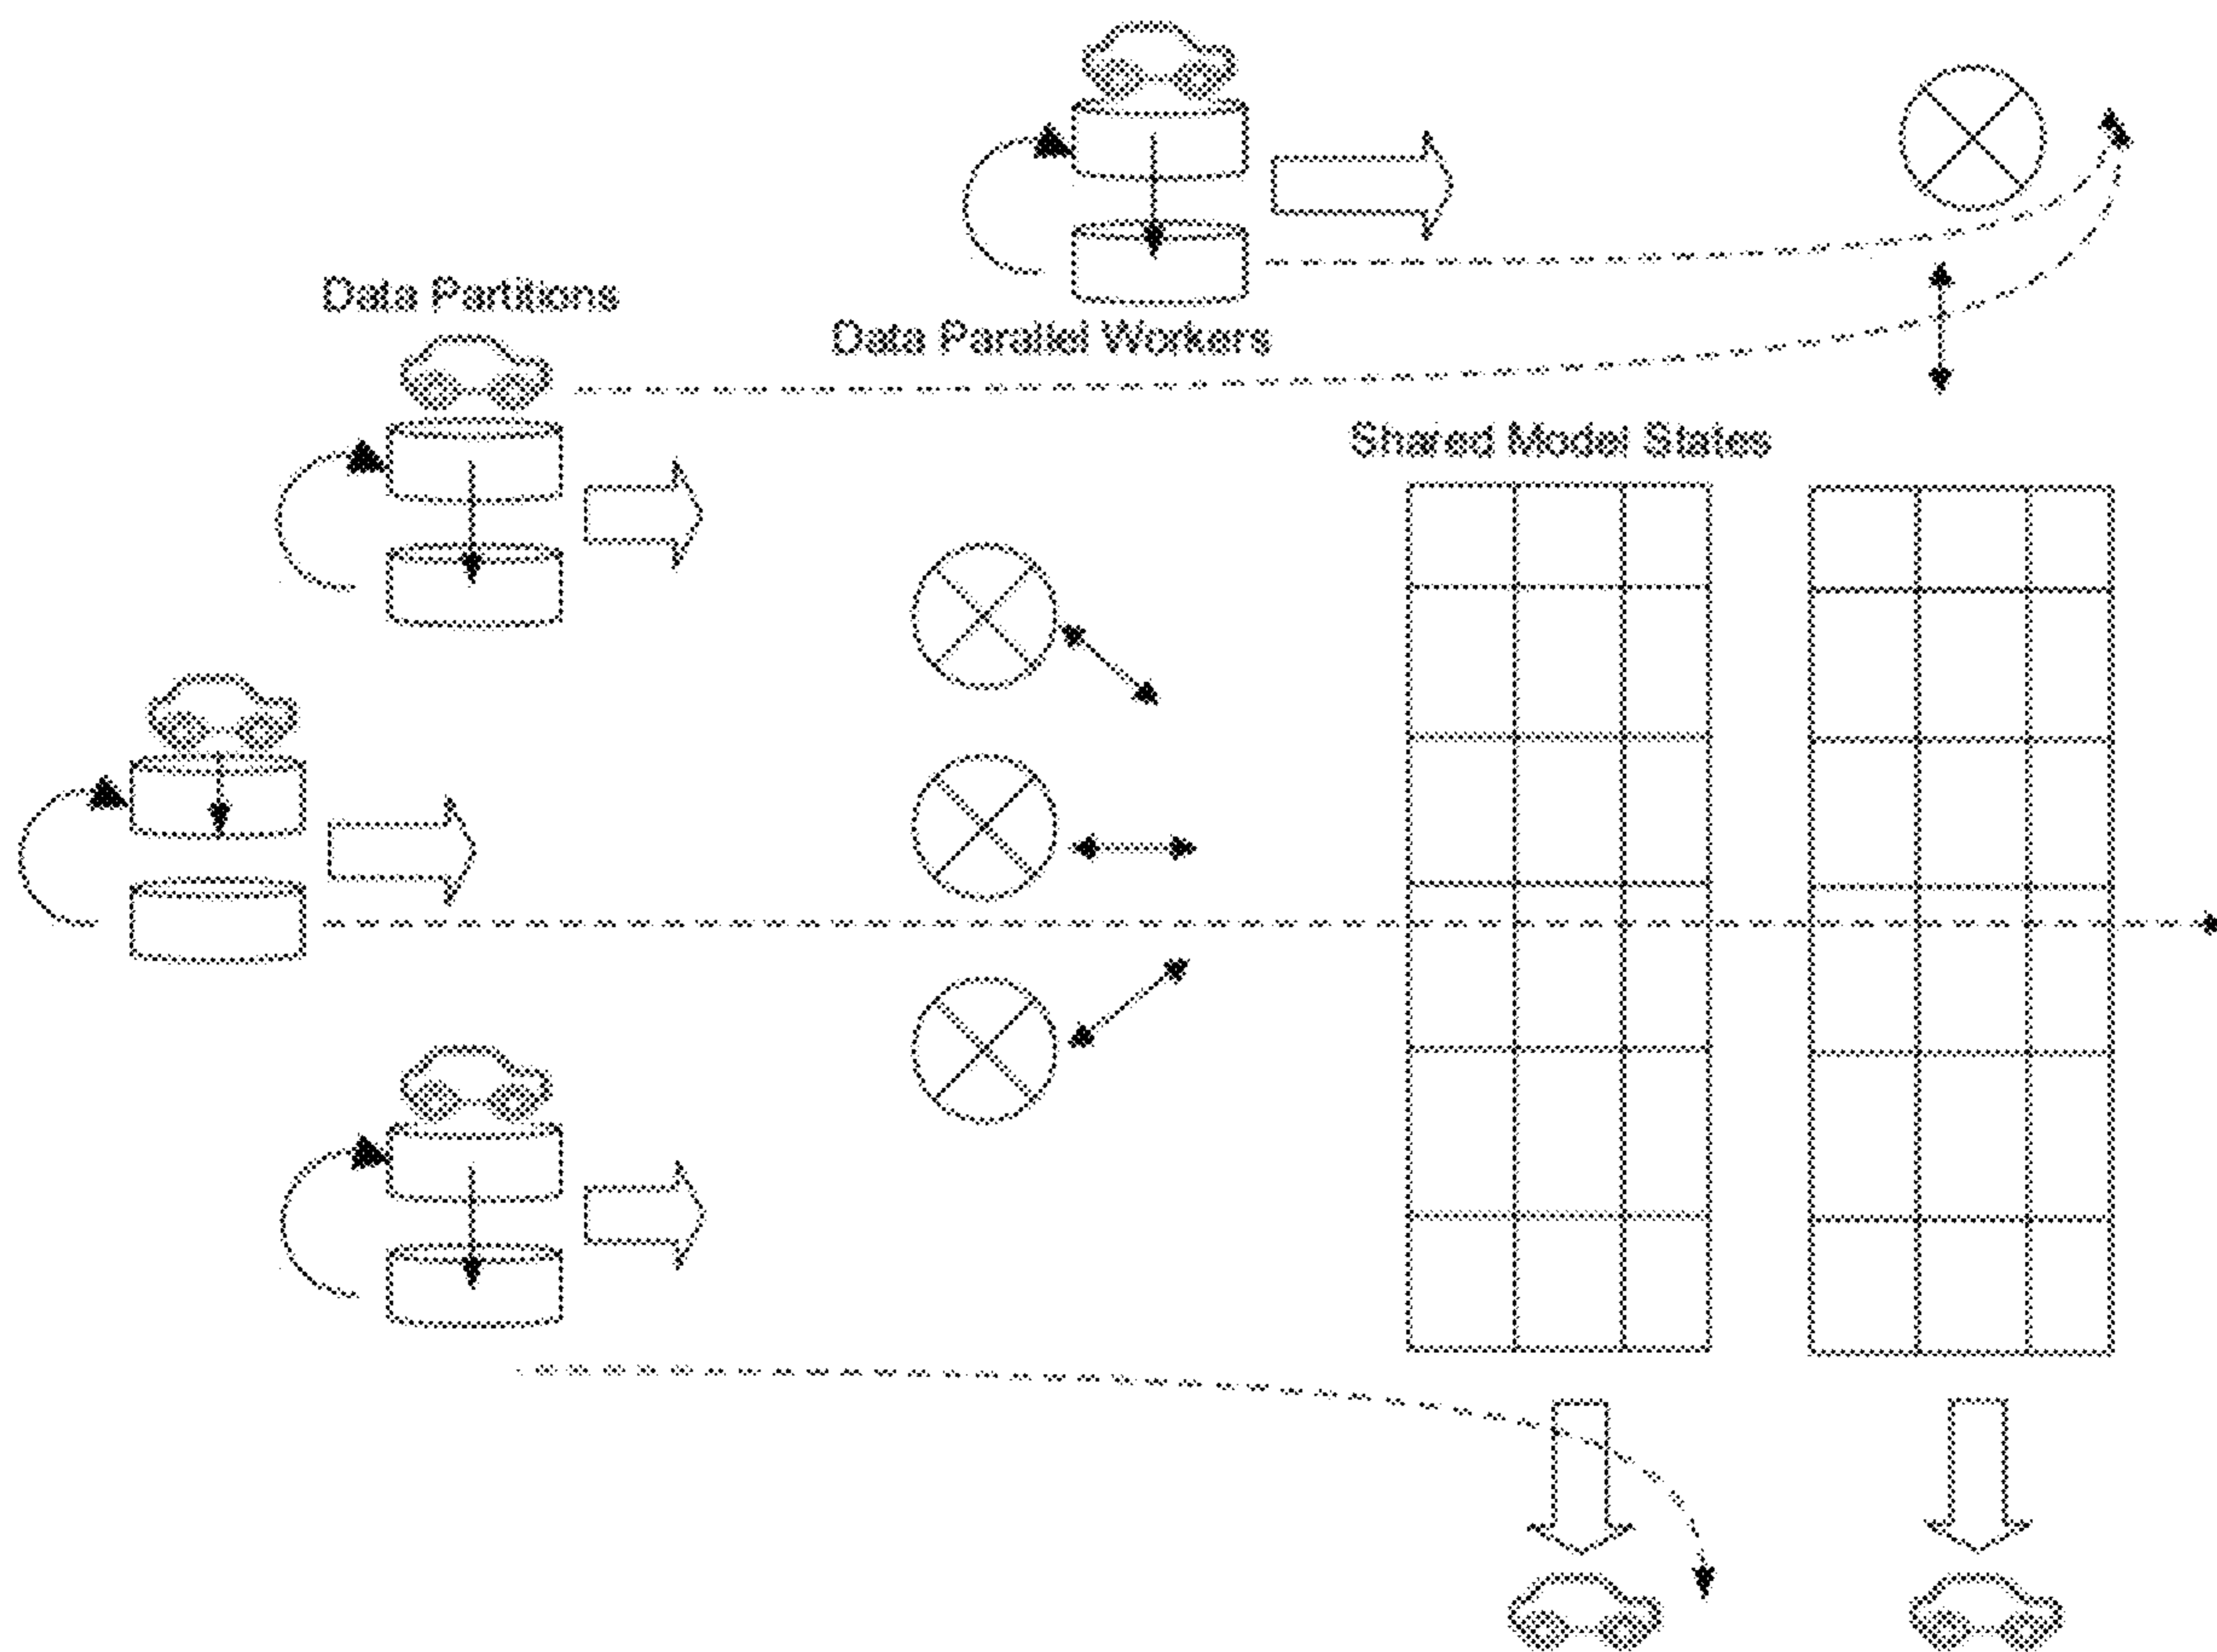 Data Partitions
Data Parallel Workers
Shared Model States